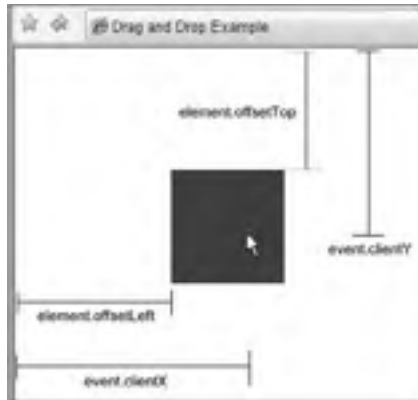 Drag and Drop Example
element.offsetTop
event.clientY
element.offsetLeft
event.clientX